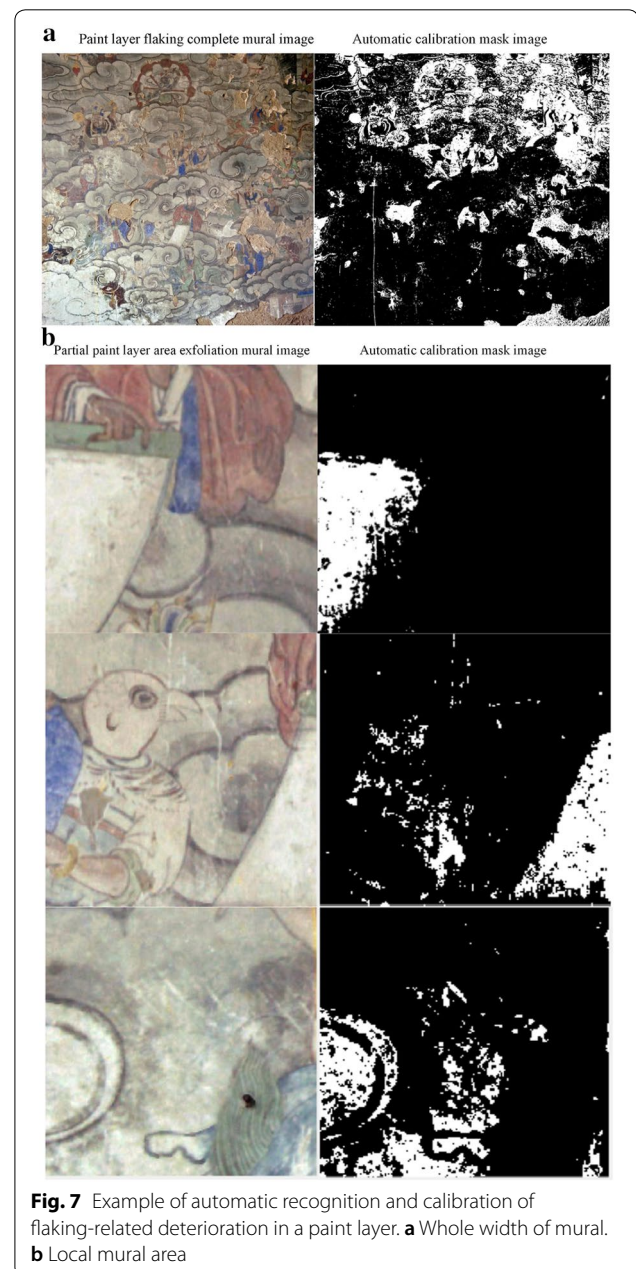 a
Paint layer flaking complete mural image Automatic calibration mask image
b
Partial paint layer area exfoliation mural image Automatic calibration mask image
Fig. 7 Example of automatic recognition and calibration of
flaking-related deterioration in a paint layer. a Whole width of mural.
b Local mural area